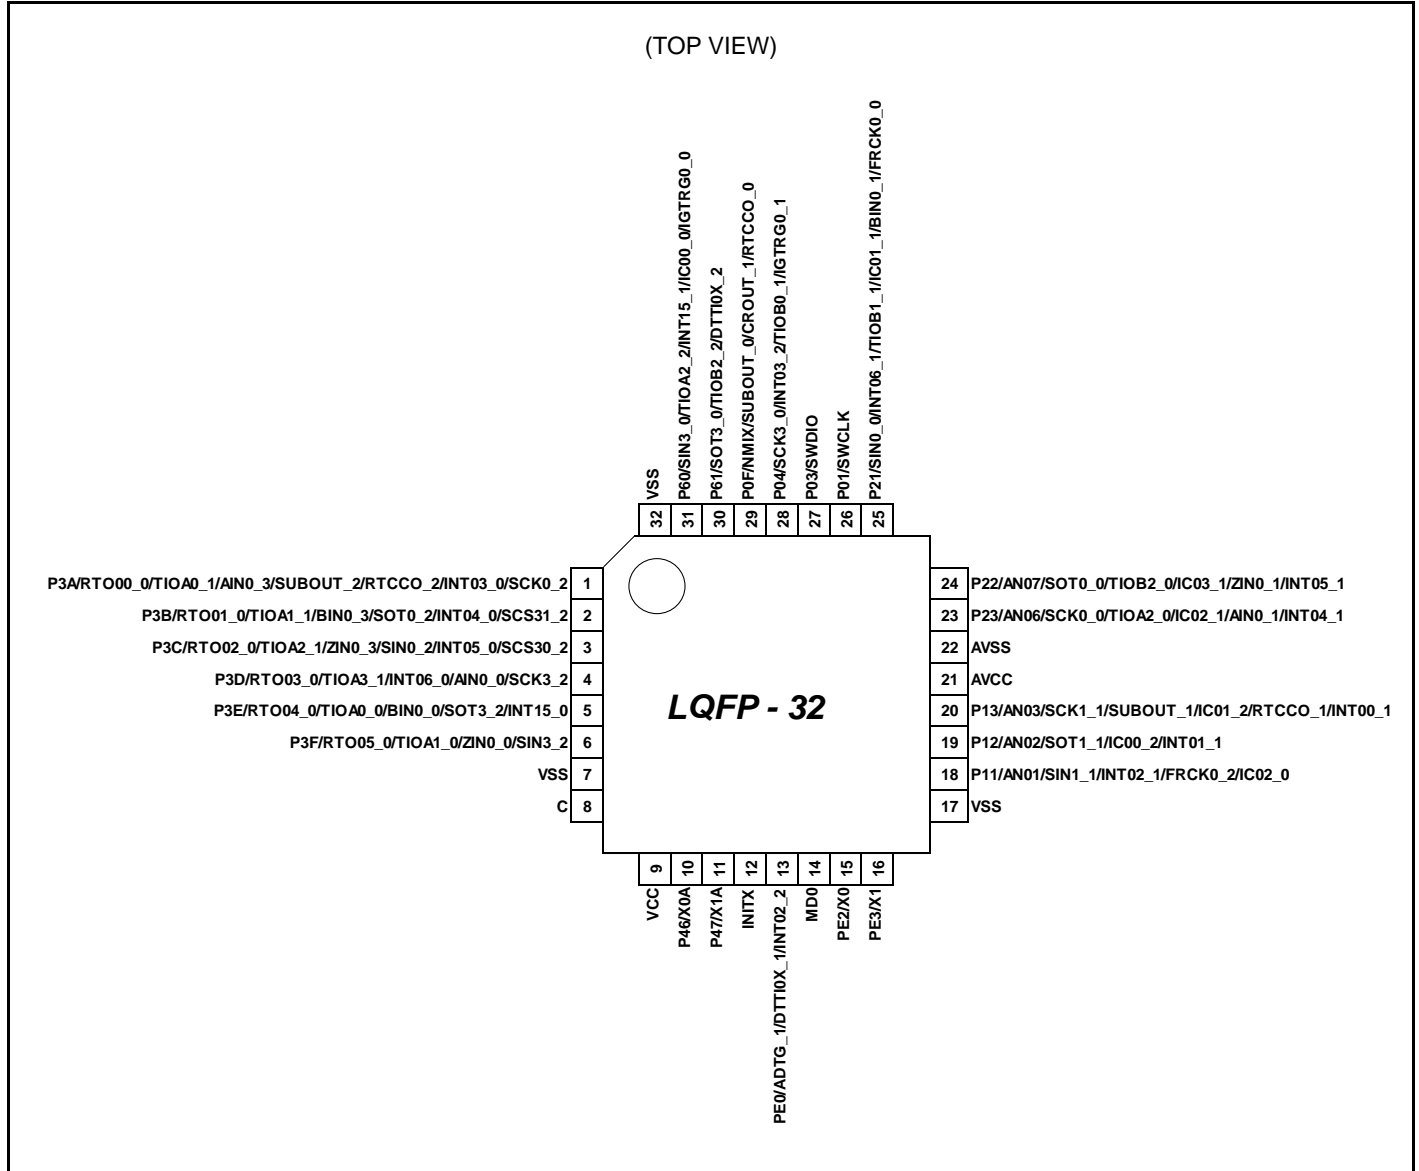 (TOP VIEW)
VSS
P60/SIN3_0/TIOA2_2/INT15_1/IC00_0/IGTRG0_0
P61/SOT3_0/TIOB2_2/DTTI0X_2
P0F/NMIX/SUBOUT_0/CROUT_1/RTCCO_0
P04/SCK3_0/INT03_2/TIOB0_1/IGTRG0_1
P03/SWDIO
P01/SWCLK
P21/SIN0_0/INT06_1/TIOB1_1/IC01_1/BIN0_1/FRCK0_0
32 31 30 29 28 27 26 25
P3A/RTO00_0/TIOA0_1/AIN0_3/SUBOUT_2/RTCCO_2/INT03_0/SCK0_2 1
P3B/RTO01_0/TIOA1_1/BIN0_3/SOT0_2/INT04_0/SCS31_2 2
P3C/RTO02_0/TIOA2_1/ZIN0_3/SIN0_2/INT05_0/SCS30_2 3
P3D/RTO03_0/TIOA3_1/INT06_0/AIN0_0/SCK3_2 4
P3E/RTO04_0/TIOA0_0/BIN0_0/SOT3_2/INT15_0 5
P3F/RTO05_0/TIOA1_0/ZIN0_0/SIN3_2 6
VSS 7
C 8
LQFP - 32
24 P22/AN07/SOT0_0/TIOB2_0/IC03_1/ZIN0_1/INT05_1
23 P23/AN06/SCK0_0/TIOA2_0/IC02_1/AIN0_1/INT04_1
22 AVSS
21 AVCC
20 P13/AN03/SCK1_1/SUBOUT_1/IC01_2/RTCCO_1/INT00_1
19 P12/AN02/SOT1_1/IC00_2/INT01_1
18 P11/AN01/SIN1_1/INT02_1/FRCK0_2/IC02_0
17 VSS
9 10 11 12 13 14 15 16
VCC
P46/X0A
P47/X1A
INITX
PE0/ADTG_1/DTTI0X_1/INT02_2
MD0
PE2/X0
PE3/X1